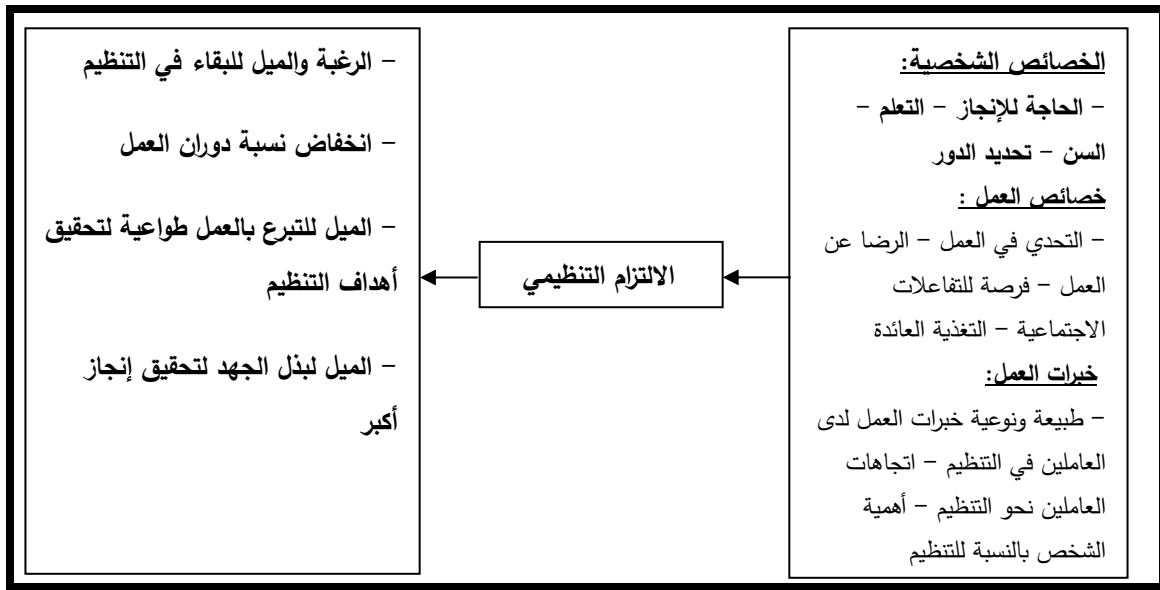 الخصائص الشخصية:
– الحاجة للإنجاز – التعلم –
السن – تحديد الدور
خصائص العمل :
– التحدي في العمل – الرضا عن
العمل – فرصة للتفاعلات
الاجتماعية – التغذية العائدة
خبرات العمل:
– طبيعة ونوعية خبرات العمل لدى
العاملين في التنظيم – اتجاهات
العاملين نحو التنظيم – أهمية
الشخص بالنسبة للتنظيم
الالتزام التنظيمي
– الرغبة والميل للبقاء في التنظيم
– انخفاض نسبة دوران العمل
– الميل للتبرع بالعمل طواعية لتحقيق
أهداف التنظيم
– الميل لبذل الجهد لتحقيق إنجاز
أكبر